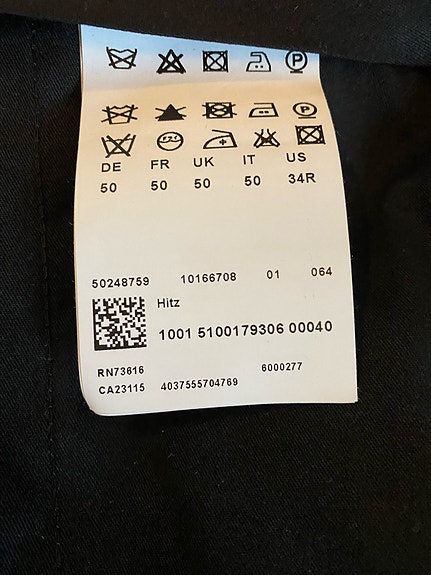 P
P
DE FR UK IT US
50 50 50 50 34R
50248759 10166708 01 064
Hitz
1001 5100179306 00040
RN73616 6000277
CA23115 4037555704769